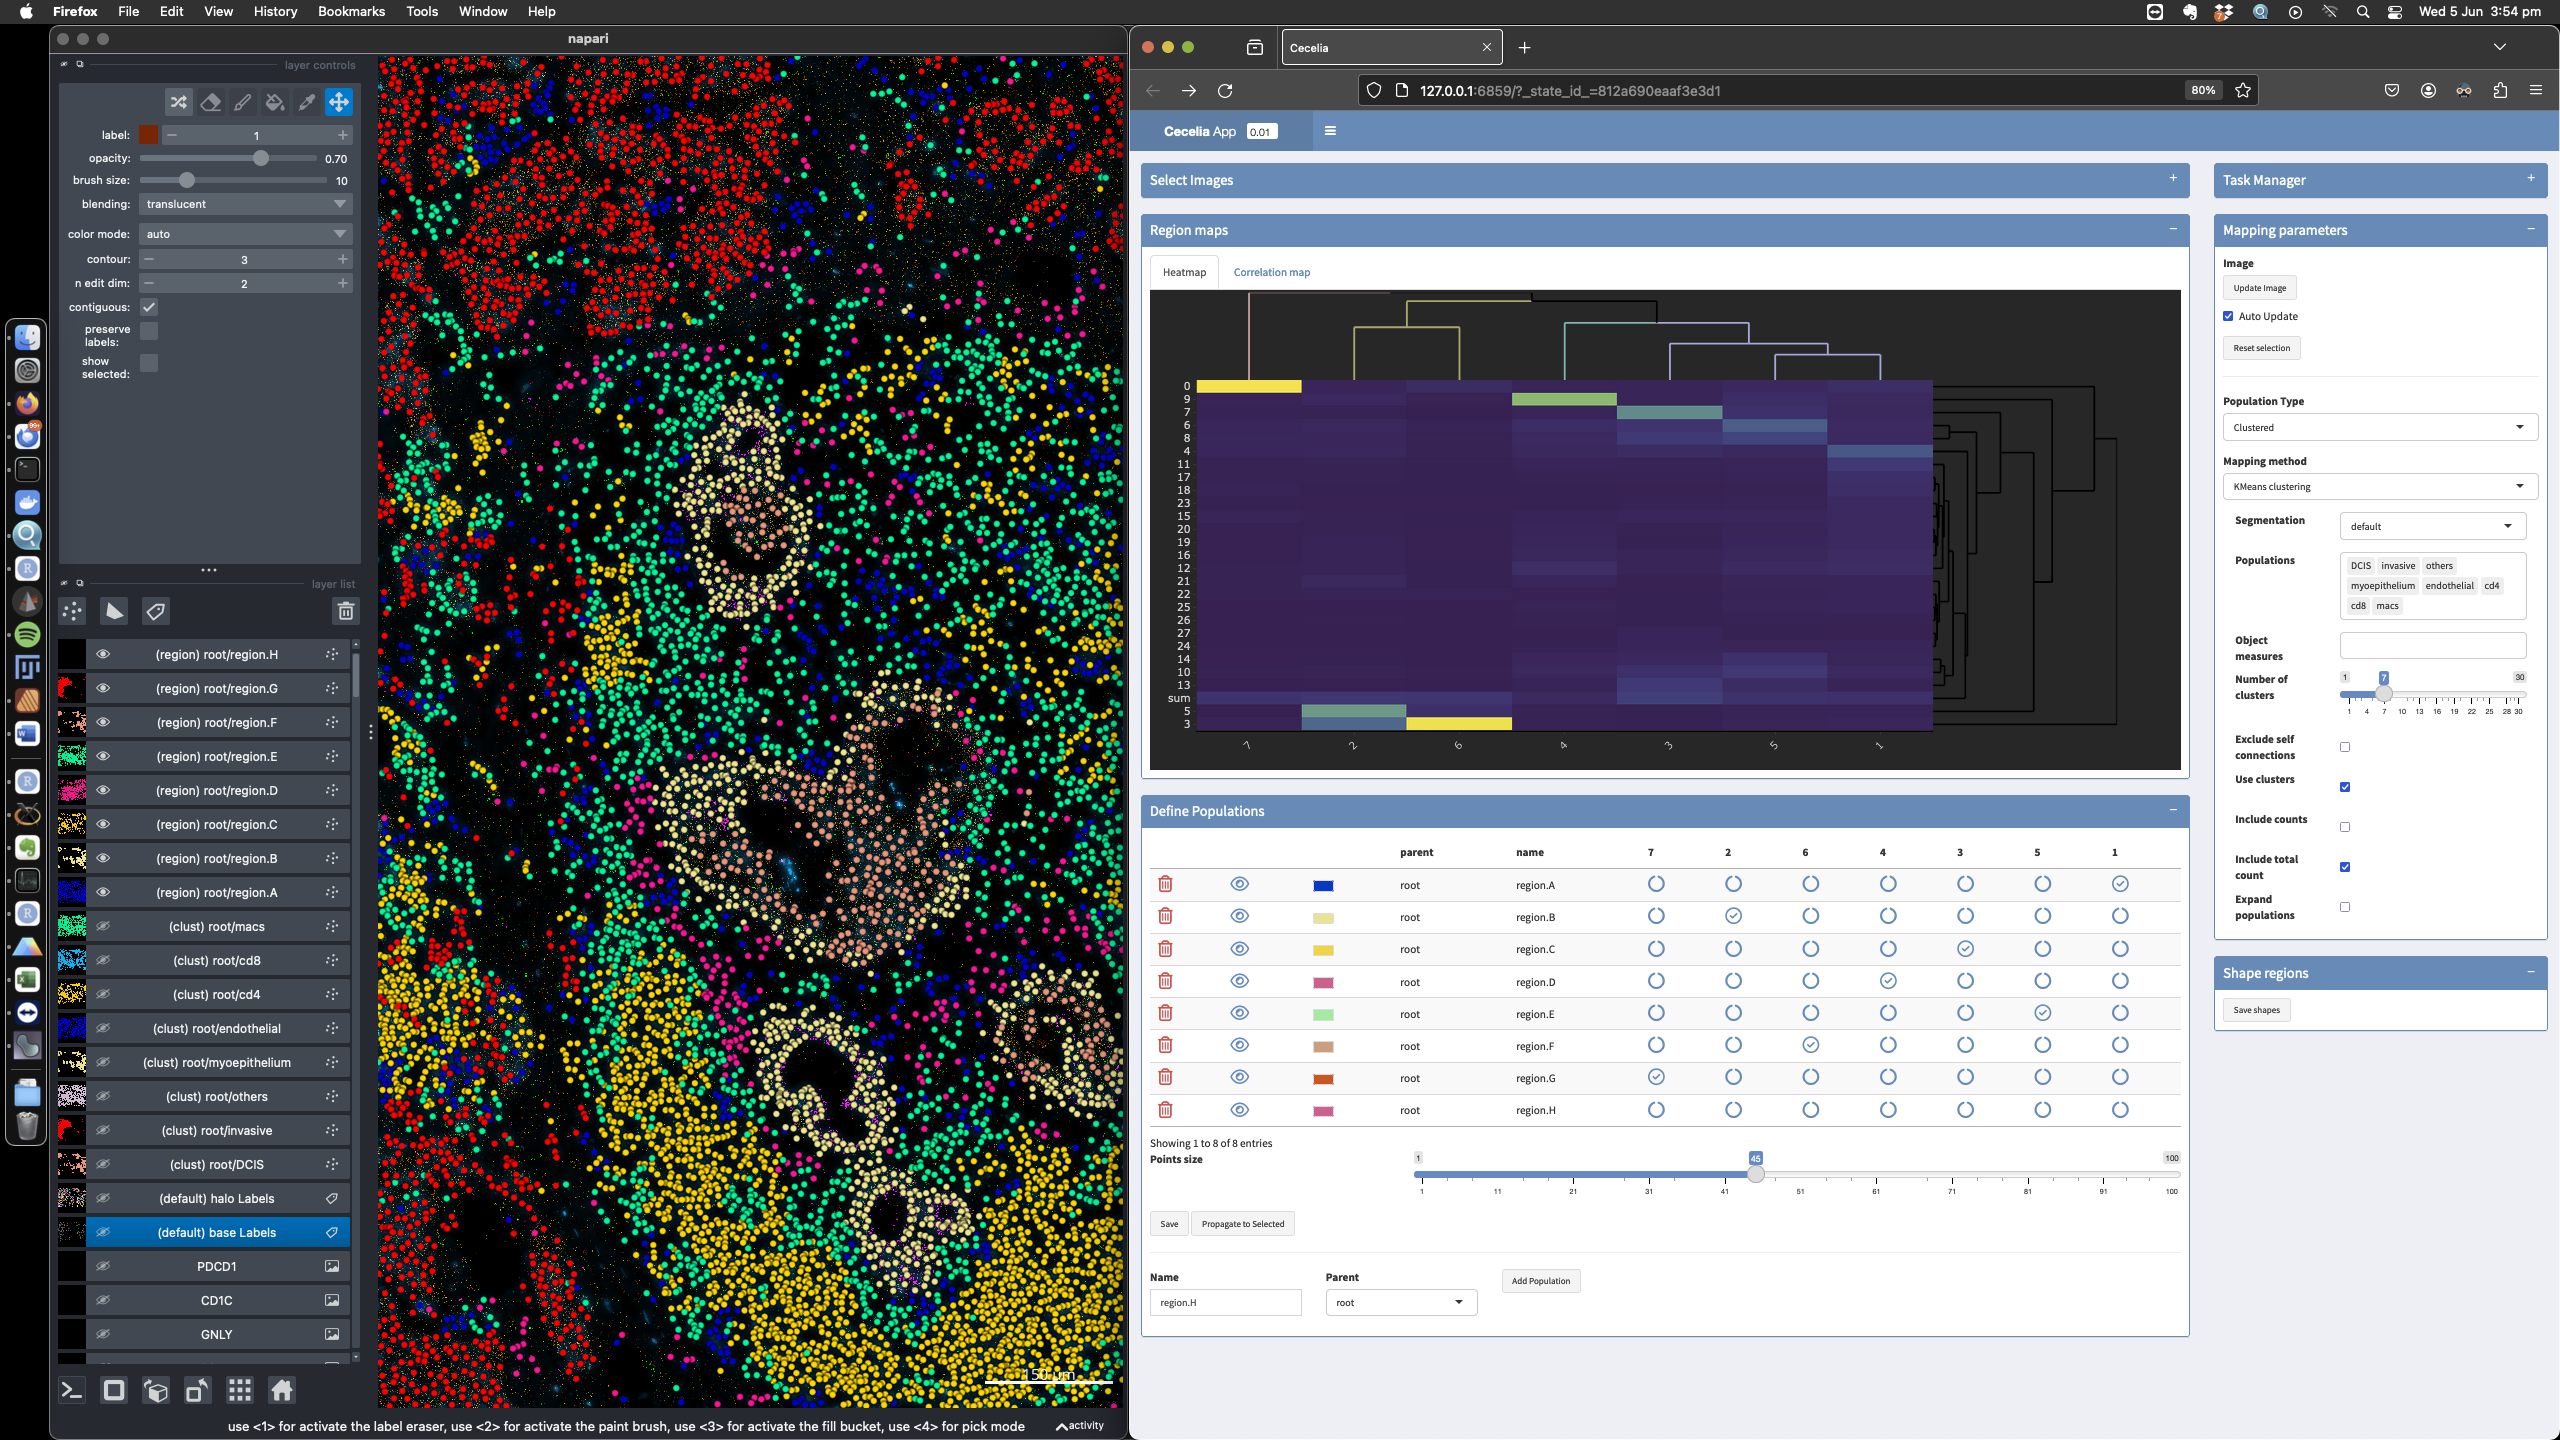 Firefox File Edit View History Bookmarks Tools Window Help
7
Wed 5 Jun 3:54 pm
napari
layer controls
label: 1
opacity: 0.70
brush size: 10
blending: translucent
color mode: auto
contour: 3
n edit dim: 2
contiguous:
preserve
labels:
show
selected:
layer list
(region) root/region.H
(region) root/region.G
(region) root/region.F
(region) root/region.E
(region) root/region.D
(region) root/region.C
(region) root/region.B
(region) root/region.A
(clust) root/macs
(clust) root/cd8
(clust) root/cd4
(clust) root/endothelial
(clust) root/myoepithelium
(clust) root/others
(clust) root/invasive
(clust) root/DCIS
(default) halo Labels
(default) base Labels
PDCD1
CD1C
GNLY
150 μm
use <1> for activate the label eraser, use <2> for activate the paint brush, use <3> for activate the fill bucket, use <4> for pick mode
activity
99+
Cecelia
127.0.0.1:6859/?_state_id_=812a690eaaf3e3d1
80%
Cecelia App 0.01
Select Images
Region maps
Heatmap Correlation map
0
9
7
6
8
4
11
17
18
23
15
20
19
16
12
21
22
25
26
27
24
14
10
13
sum
5
3
7 2 6 4 3 5 1
Define Populations
parent name 7 2 6 4 3 5 1
root region.A
root region.B
root region.C
root region.D
root region.E
root region.F
root region.G
root region.H
Showing 1 to 8 of 8 entries
Points size
1 45 100
1 11 21 31 41 51 61 71 81 91 100
Save Propagate to Selected
Name Parent
region.H root Add Population
Task Manager
Mapping parameters
Image
Update Image
Auto Update
Reset selection
Population Type
Clustered
Mapping method
KMeans clustering
Segmentation default
Populations
DCIS invasive others
myoepithelium endothelial cd4
cd8 macs
Object
measures
Number of
clusters
1 7 30
1 4 7 10 13 16 19 22 25 28 30
Exclude self
connections
Use clusters
Include counts
Include total
count
Expand
populations
Shape regions
Save shapes